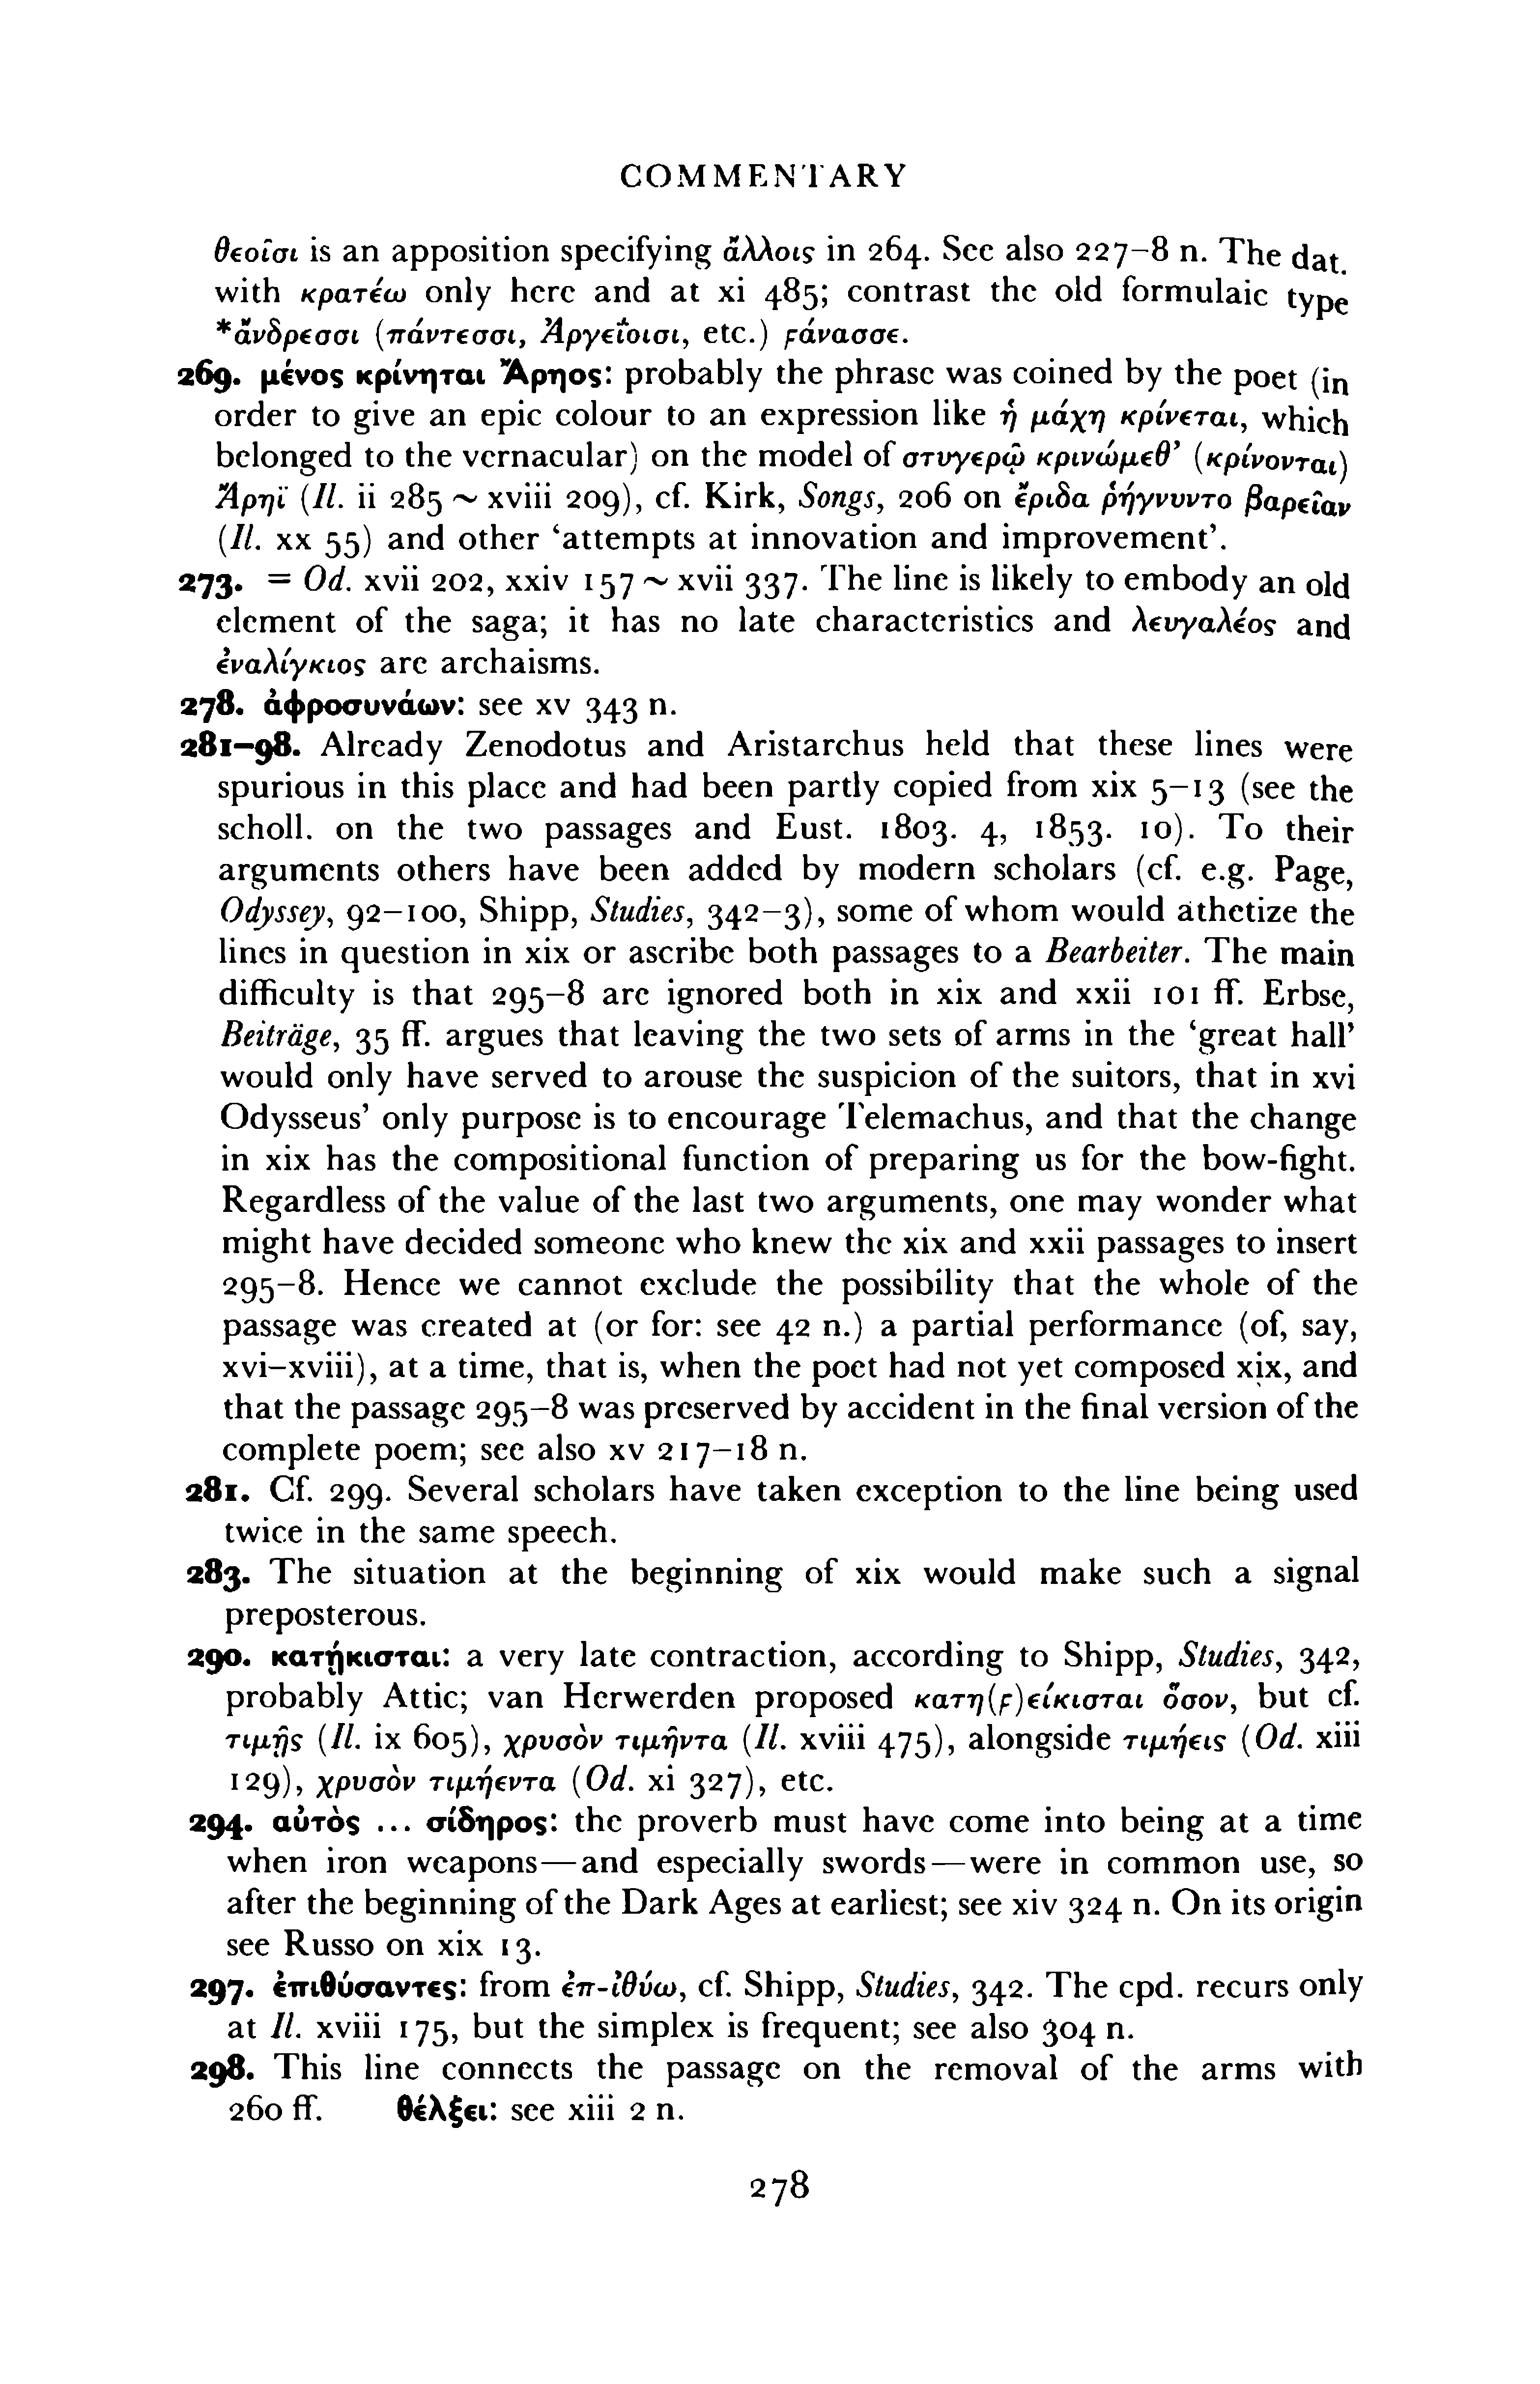 COMMENTARY
θεοῖσι is an apposition specifying ἄλλοις in 264. See also 227–8 n. The dat.
with κρατέω only here and at xi 485; contrast the old formulaic type
*ἄνδρεσσι (πάντεσσι, Ἀργείοισι, etc.) ϝάνασσε.
269. μένος κρίνηται Ἄρηος: probably the phrase was coined by the poet (in
order to give an epic colour to an expression like ἡ μάχη κρίνεται, which
belonged to the vernacular) on the model of στυγερῷ κρινώμεθ’ (κρίνονται)
Ἄρηϊ (Il. ii 285 ~ xviii 209), cf. Kirk, Songs, 206 on ἔριδα ῥήγνυντο βαρεῖαν
(Il. xx 55) and other ‘attempts at innovation and improvement’.
273. = Od. xvii 202, xxiv 157 ~ xvii 337. The line is likely to embody an old
element of the saga; it has no late characteristics and λευγαλέος and
ἐναλίγκιος are archaisms.
278. ἀφροσυνάων: see xv 343 n.
281–98. Already Zenodotus and Aristarchus held that these lines were
spurious in this place and had been partly copied from xix 5–13 (see the
scholl. on the two passages and Eust. 1803. 4, 1853. 10). To their
arguments others have been added by modern scholars (cf. e.g. Page,
Odyssey, 92–100, Shipp, Studies, 342–3), some of whom would athetize the
lines in question in xix or ascribe both passages to a Bearbeiter. The main
difficulty is that 295–8 are ignored both in xix and xxii 101 ff. Erbse,
Beiträge, 35 ff. argues that leaving the two sets of arms in the ‘great hall’
would only have served to arouse the suspicion of the suitors, that in xvi
Odysseus’ only purpose is to encourage Telemachus, and that the change
in xix has the compositional function of preparing us for the bow-fight.
Regardless of the value of the last two arguments, one may wonder what
might have decided someone who knew the xix and xxii passages to insert
295–8. Hence we cannot exclude the possibility that the whole of the
passage was created at (or for: see 42 n.) a partial performance (of, say,
xvi–xviii), at a time, that is, when the poet had not yet composed xix, and
that the passage 295–8 was preserved by accident in the final version of the
complete poem; see also xv 217–18 n.
281. Cf. 299. Several scholars have taken exception to the line being used
twice in the same speech.
283. The situation at the beginning of xix would make such a signal
preposterous.
290. κατῄκισται: a very late contraction, according to Shipp, Studies, 342,
probably Attic; van Herwerden proposed κατη(ϝ)είκισται ὅσον, but cf.
τιμῇς (Il. ix 605), χρυσὸν τιμῆντα (Il. xviii 475), alongside τιμήεις (Od. xiii
129), χρυσὸν τιμήεντα (Od. xi 327), etc.
294. αὐτὸς ... σίδηρος: the proverb must have come into being at a time
when iron weapons—and especially swords—were in common use, so
after the beginning of the Dark Ages at earliest; see xiv 324 n. On its origin
see Russo on xix 13.
297. ἐπιθύσαντες: from ἐπ-ἰθύω, cf. Shipp, Studies, 342. The cpd. recurs only
at Il. xviii 175, but the simplex is frequent; see also 304 n.
298. This line connects the passage on the removal of the arms with
260 ff. θέλξει: see xiii 2 n.
278